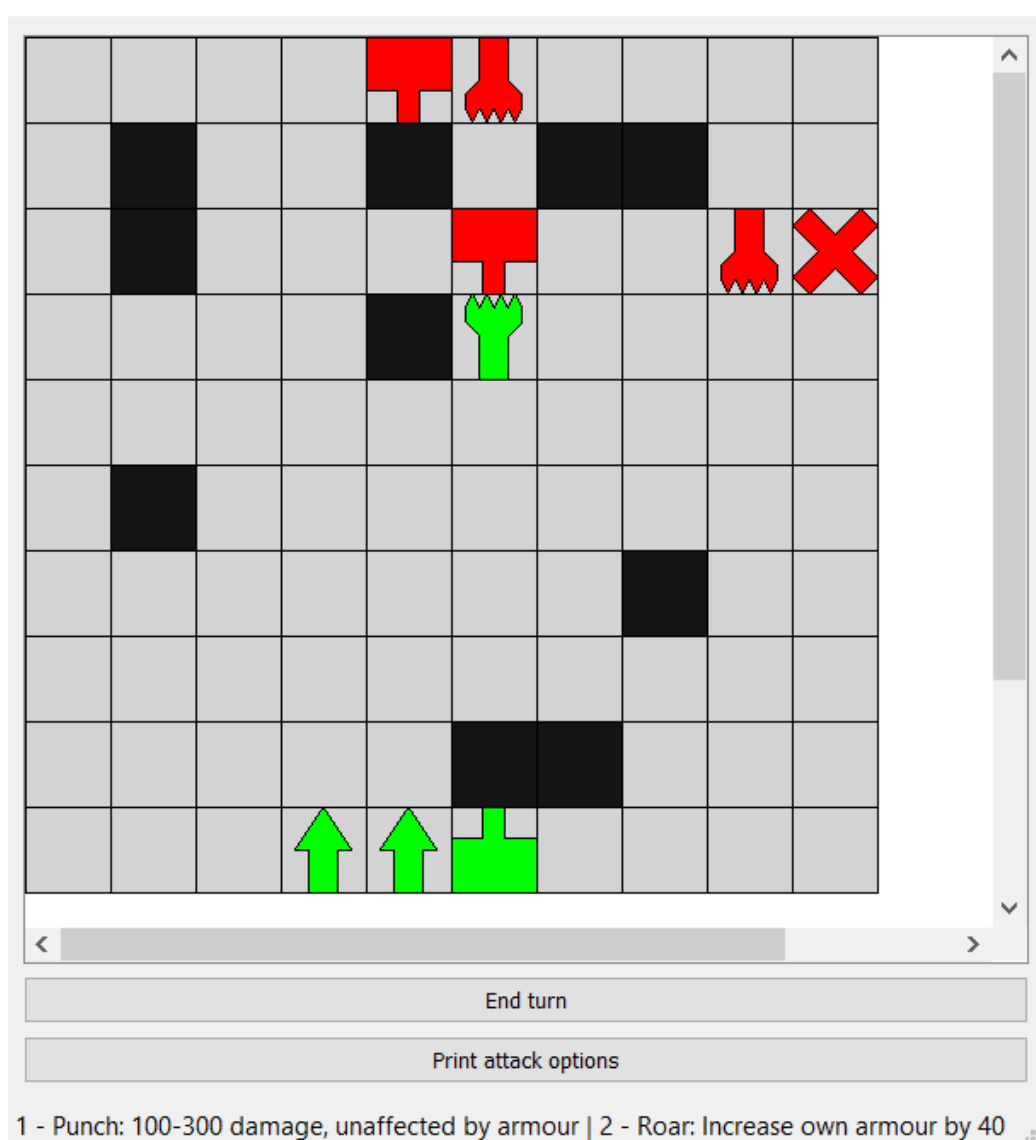 End turn
Print attack options
1 - Punch: 100-300 damage, unaffected by armour | 2 - Roar: Increase own armour by 40